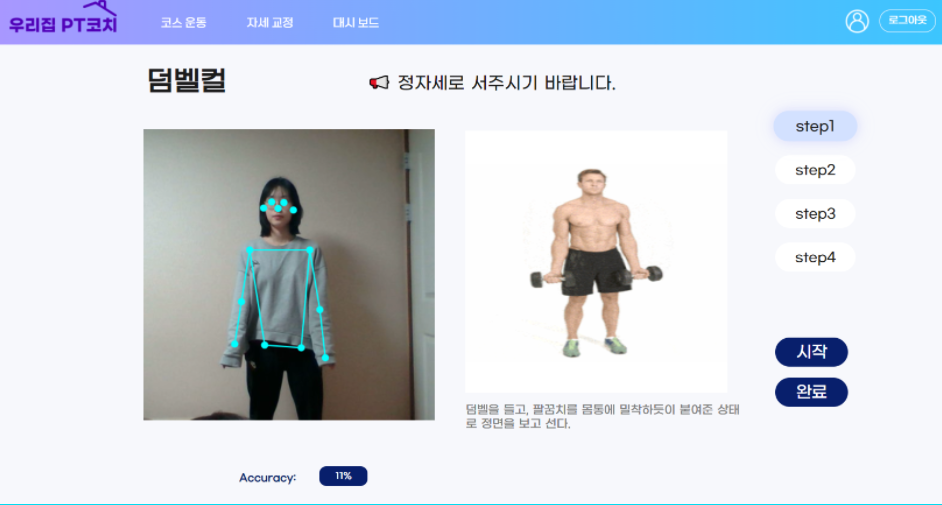 우리집 PT코치
코스 운동
자세 교정
대시 보드
로그아웃
덤벨컬
정자세로 서주시기 바랍니다.
step1
step2
step3
step4
시작
완료
덤벨을 들고, 팔꿈치를 몸통에 밀착하듯이 붙여준 상태
로 정면을 보고 선다.
Accuracy:
11%